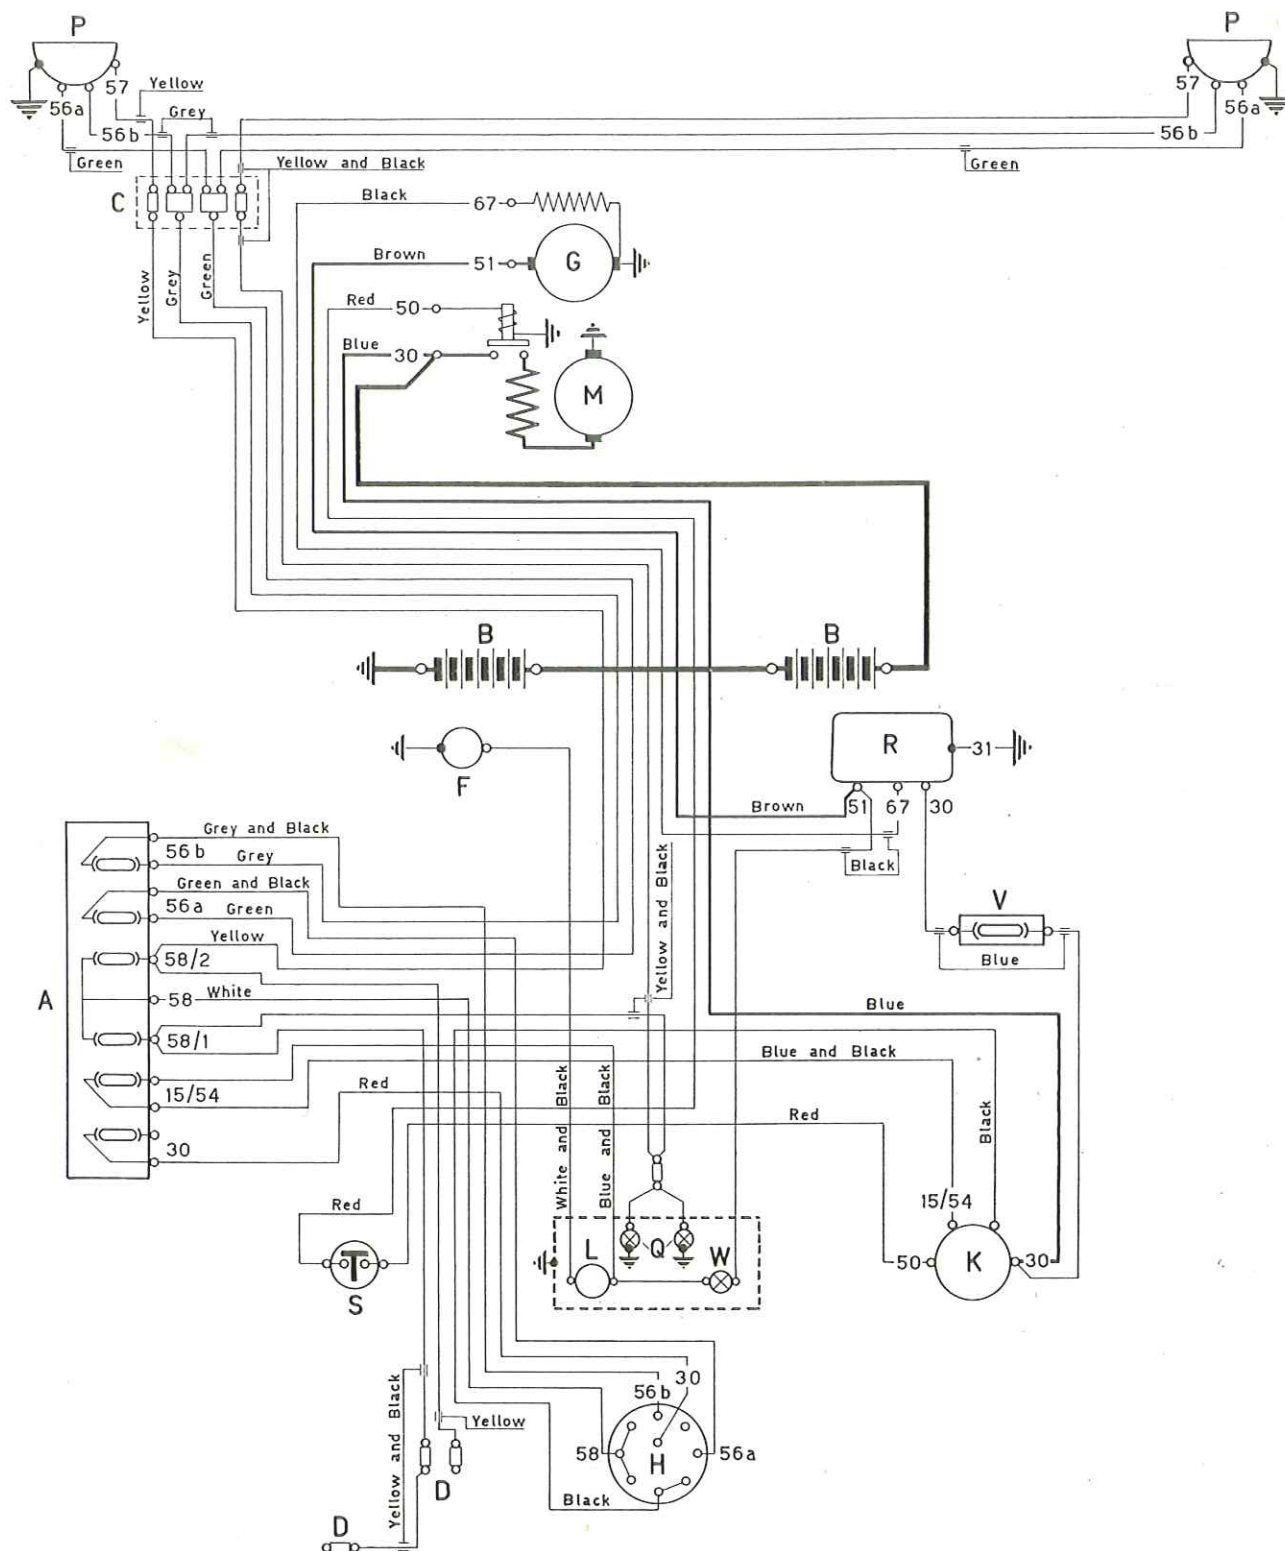 P
P
57
Yellow
57
56a
56b
Grey
56b
56a
Green
Yellow and Black
Green
C
Black
67
Brown
51
G
Yellow
Grey
Green
Red
50
Blue
30
M
B
B
F
R
31
Brown
51
67
30
Black
Yellow and Black
V
Blue
A
Grey and Black
56b
Grey
Green and Black
56a
Green
Yellow
58/2
58
White
58/1
Blue
Blue and Black
15/54
Red
Red
30
White and Black
Blue and Black
Black
15/54
Red
S
L
Q
W
50
K
30
30
56b
58
H
56a
Yellow and Black
Yellow
D
Black
D